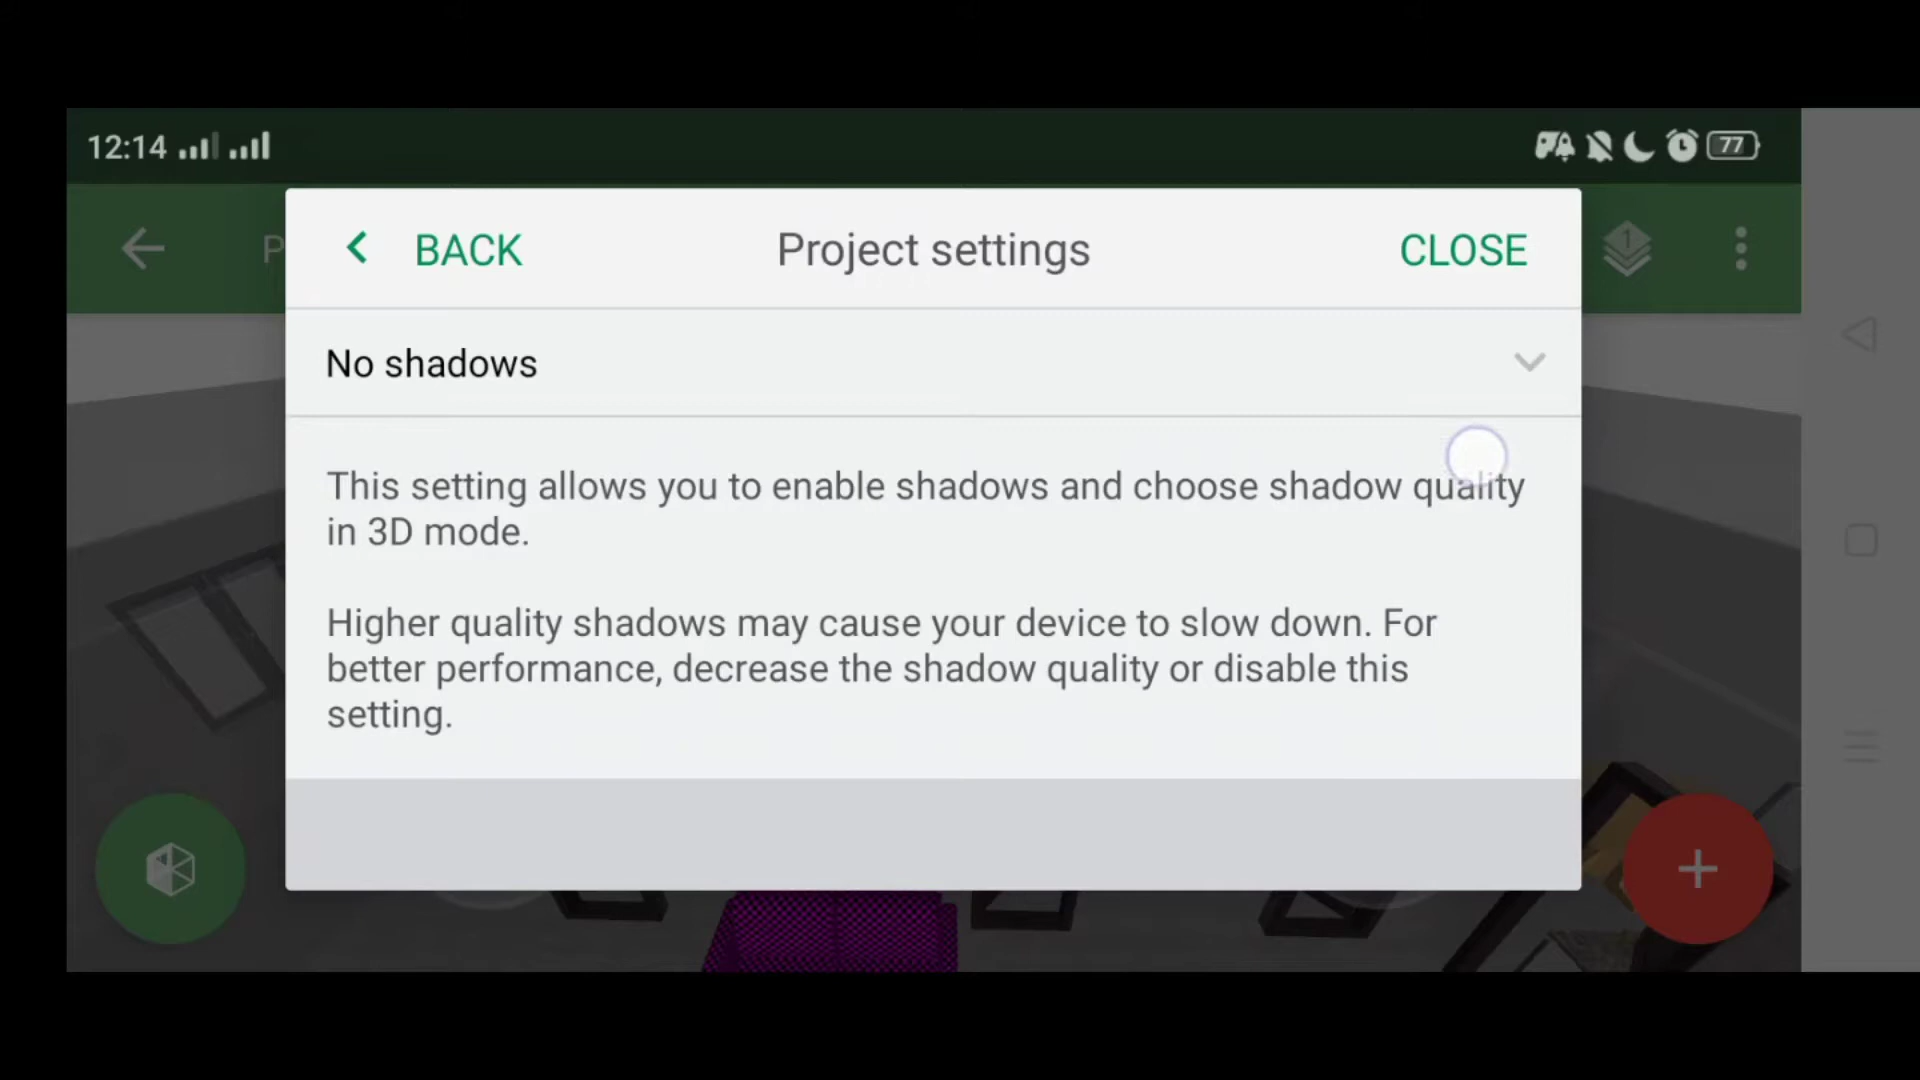 12:14
77
P
BACK
Project settings
CLOSE
1
No shadows
This setting allows you to enable shadows and choose shadow quality
in 3D mode.
Higher quality shadows may cause your device to slow down. For
better performance, decrease the shadow quality or disable this
setting.